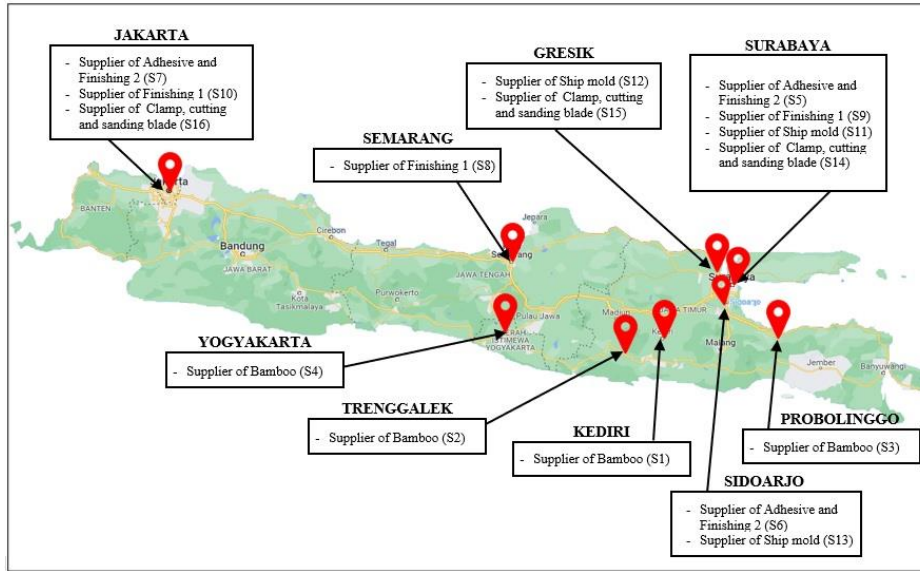 JAKARTA
- Supplier of Adhesive and
Finishing 2 (S7)
- Supplier of Finishing 1 (S10)
- Supplier of Clamp, cutting
and sanding blade (S16)
GRESIK
- Supplier of Ship mold (S12)
- Supplier of Clamp, cutting
and sanding blade (S15)
SURABAYA
- Supplier of Adhesive and
Finishing 2 (S5)
- Supplier of Finishing 1 (S9)
- Supplier of Ship mold (S11)
- Supplier of Clamp, cutting
and sanding blade (S14)
SEMARANG
- Supplier of Finishing 1 (S8)
BANTEN
Bandung
JAWA BARAT
Kota
Tasikmalaya
Cirebon
Tegal
Purwokerto
Jepara
JAWA TENGAH
Pulau Jawa
ISTIMEWA
YOGYAKARTA
Madiun
Malang
Jember
Banyuwangi
YOGYAKARTA
- Supplier of Bamboo (S4)
TRENGGALEK
- Supplier of Bamboo (S2)
KEDIRI
- Supplier of Bamboo (S1)
PROBOLINGGO
- Supplier of Bamboo (S3)
SIDOARJO
- Supplier of Adhesive and
Finishing 2 (S6)
- Supplier of Ship mold (S13)